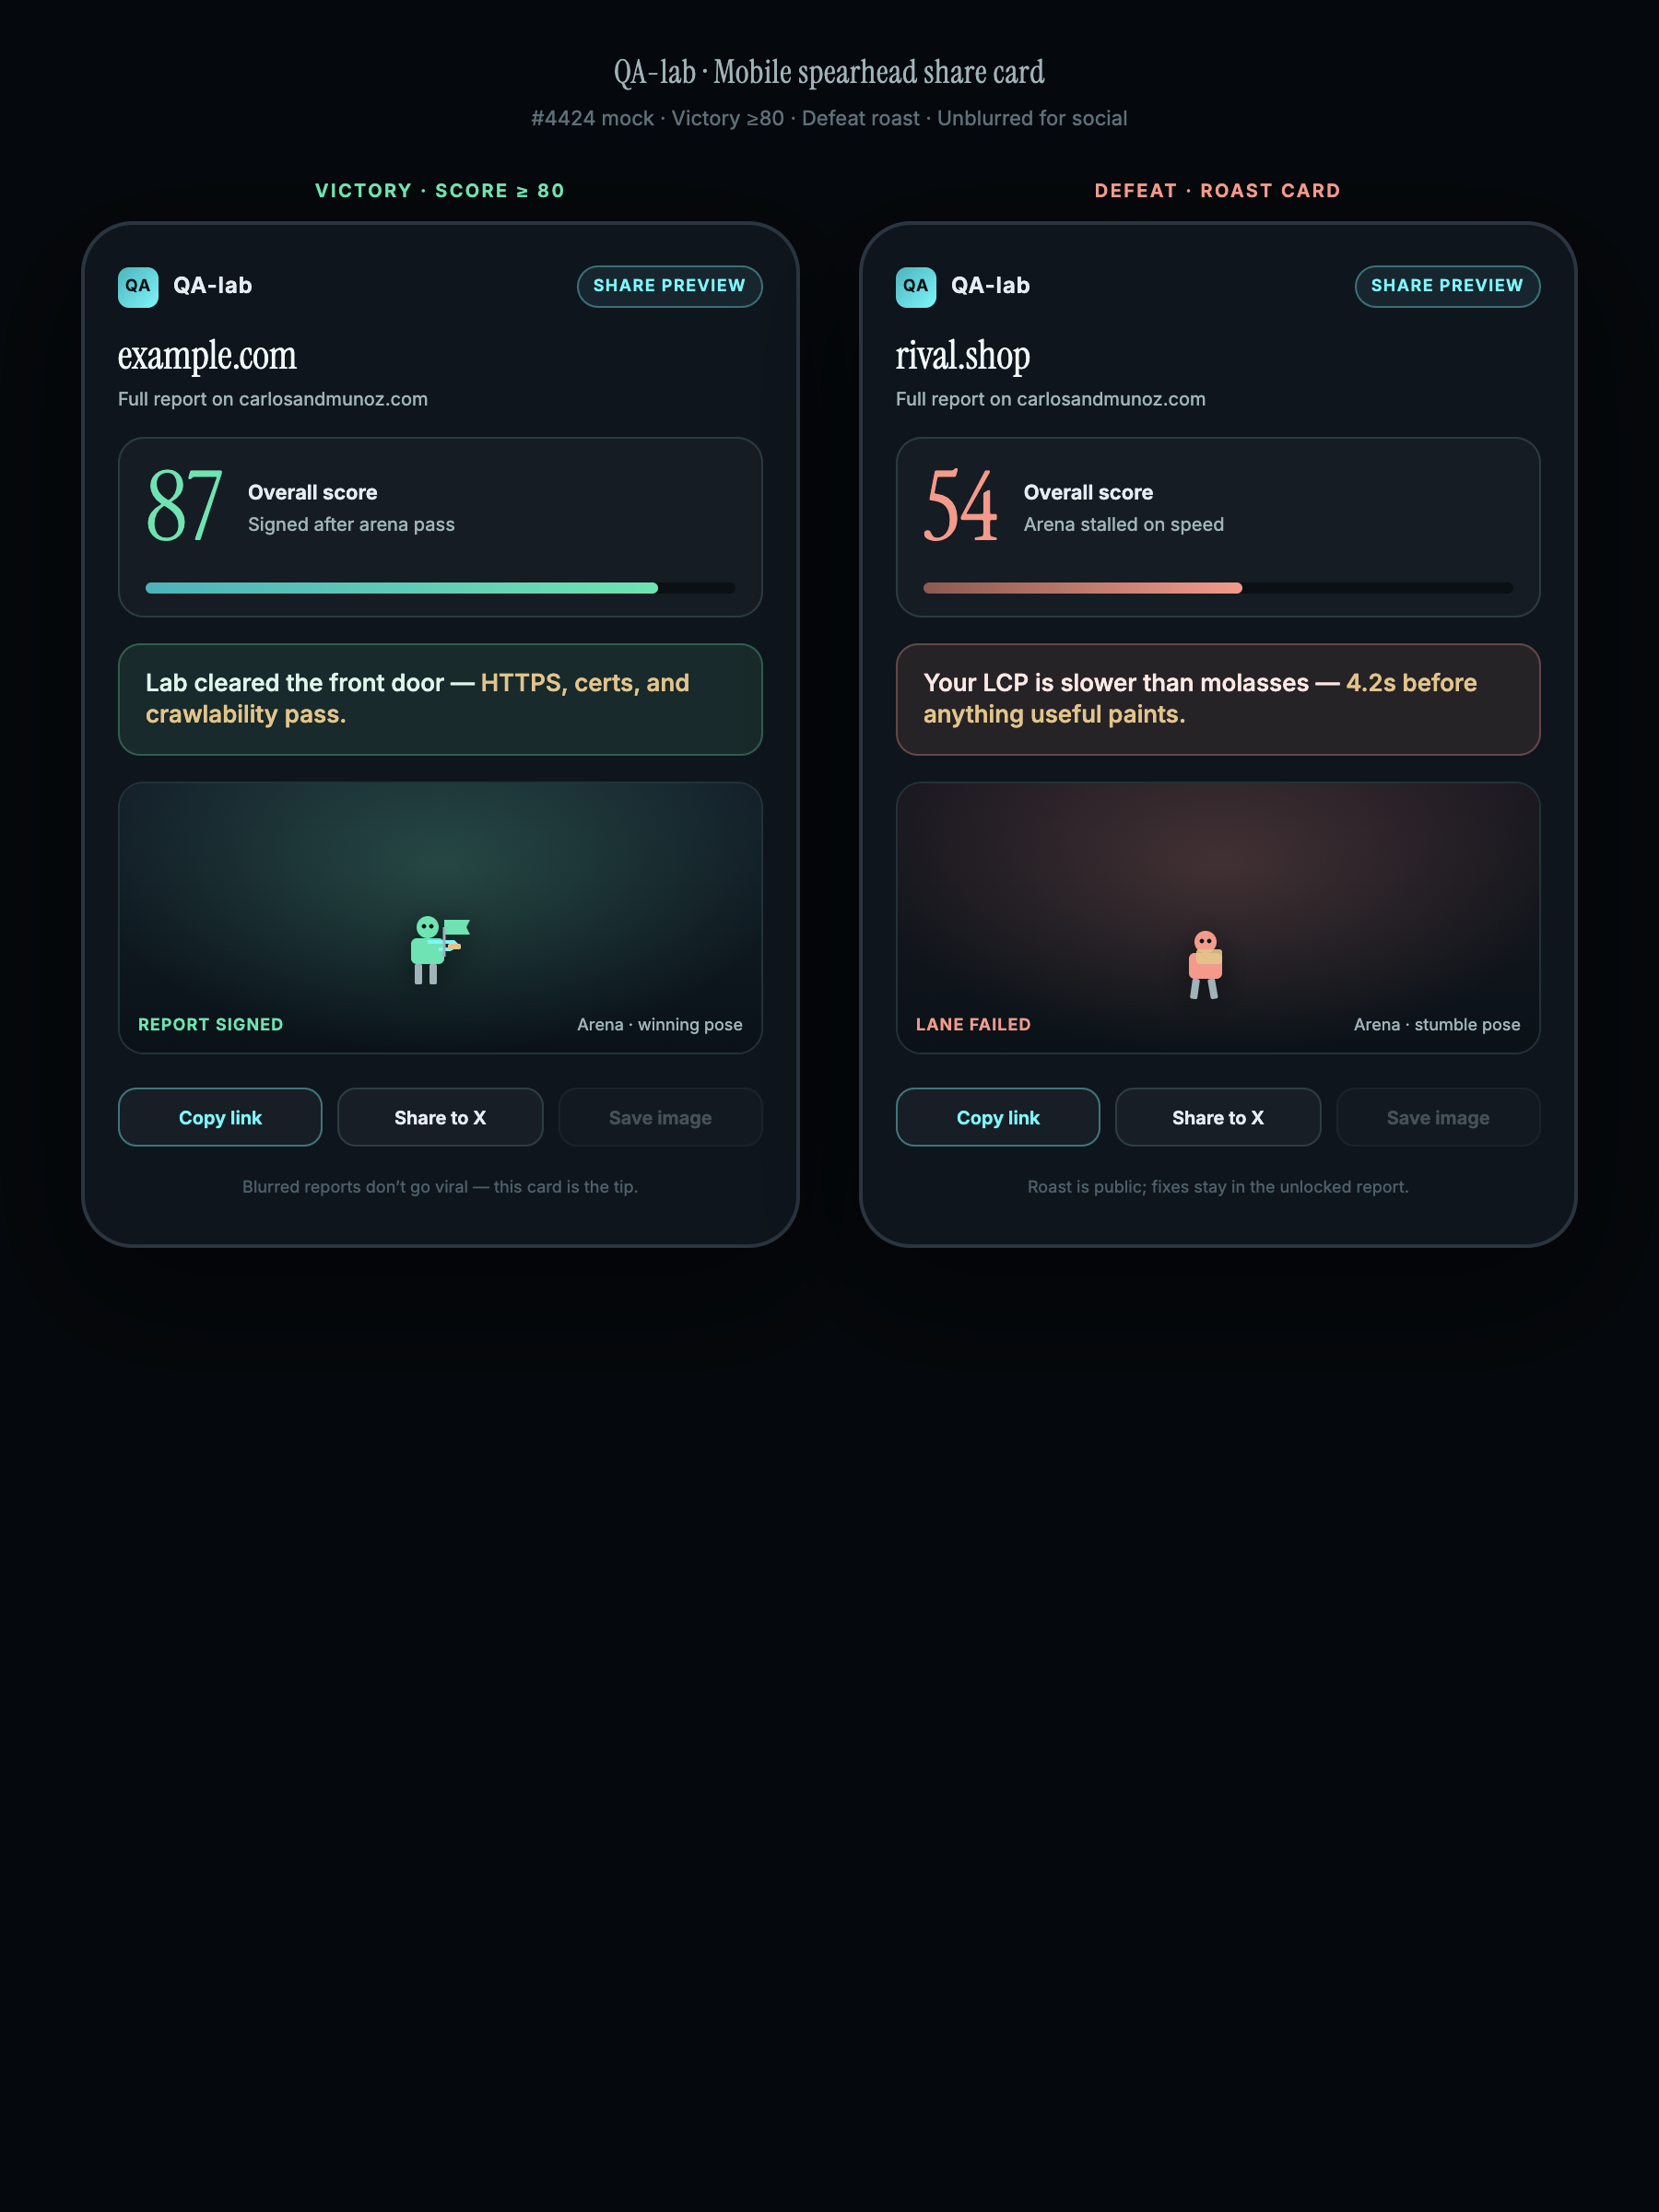 QA-lab · Mobile spearhead share card
#4424 mock · Victory ≥80 · Defeat roast · Unblurred for social
VICTORY · SCORE ≥ 80
QA
QA-lab
SHARE PREVIEW
example.com
Full report on carlosandmunoz.com
87
Overall score
Signed after arena pass
Lab cleared the front door — HTTPS, certs, and
crawlability pass.
REPORT SIGNED
Arena · winning pose
Copy link
Share to X
Save image
Blurred reports don’t go viral — this card is the tip.
DEFEAT · ROAST CARD
QA
QA-lab
SHARE PREVIEW
rival.shop
Full report on carlosandmunoz.com
54
Overall score
Arena stalled on speed
Your LCP is slower than molasses — 4.2s before
anything useful paints.
LANE FAILED
Arena · stumble pose
Copy link
Share to X
Save image
Roast is public; fixes stay in the unlocked report.